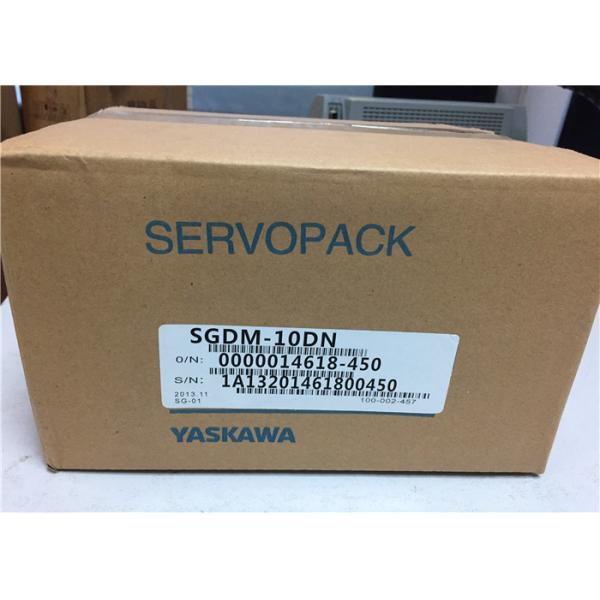 SERVOPACK
SGDM-10DN
O/N: 0000014618-450
S/N: 1A13201461800450
2013.11
SG-01 100-002-457
YASKAWA